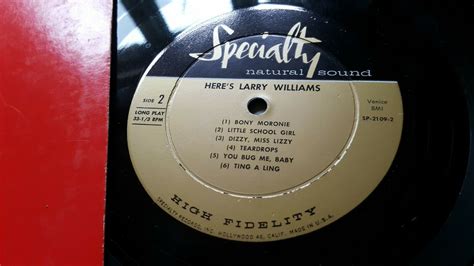 Specialty
natural sound
HERE'S LARRY WILLIAMS
SIDE 2
LONG PLAY
33-1/3 RPM
Venice
BMI
SP-2109-2
(1) BONY MORONIE
(2) LITTLE SCHOOL GIRL
(3) DIZZY, MISS LIZZY
(4) TEARDROPS
(5) YOU BUG ME, BABY
(6) TING A LING
HIGH FIDELITY
SPECIALTY RECORDS, INC. HOLLYWOOD 46, CALIF. MADE IN U.S.A.